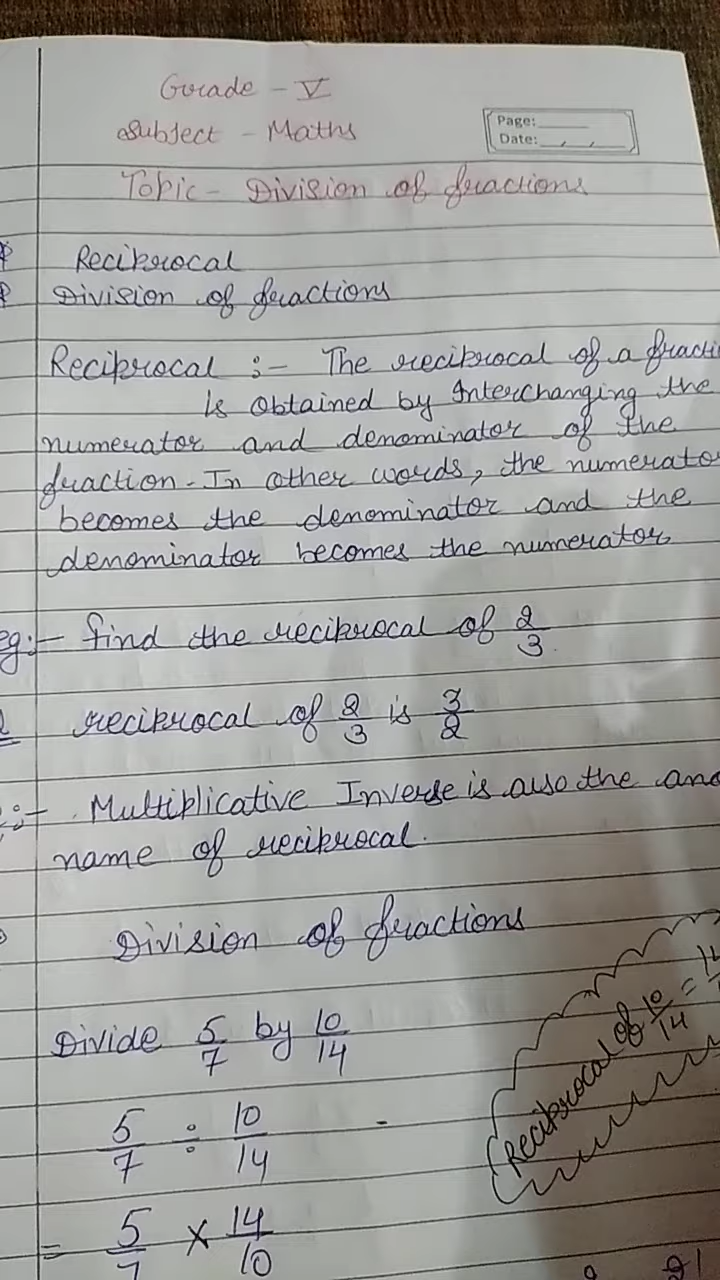 Grade - V
Subject - Maths
Page:
Date:
Topic - Division of fractions
Reciprocal
Division of fractions
Reciprocal :- The reciprocal of a fracti
is obtained by Interchanging the
numerator and denominator of the
fraction. In other words, the numerato
becomes the denominator and the
denominator becomes the numerator.
eg:- find the reciprocal of 2/3.
reciprocal of 2/3 is 3/2
:- Multiplicative Inverse is also the ano
name of reciprocal.
Division of fractions
Divide 5/7 by 10/14
Reciprocal of 10/14 = 14
5/7 ÷ 10/14
= 5/7 × 14/10